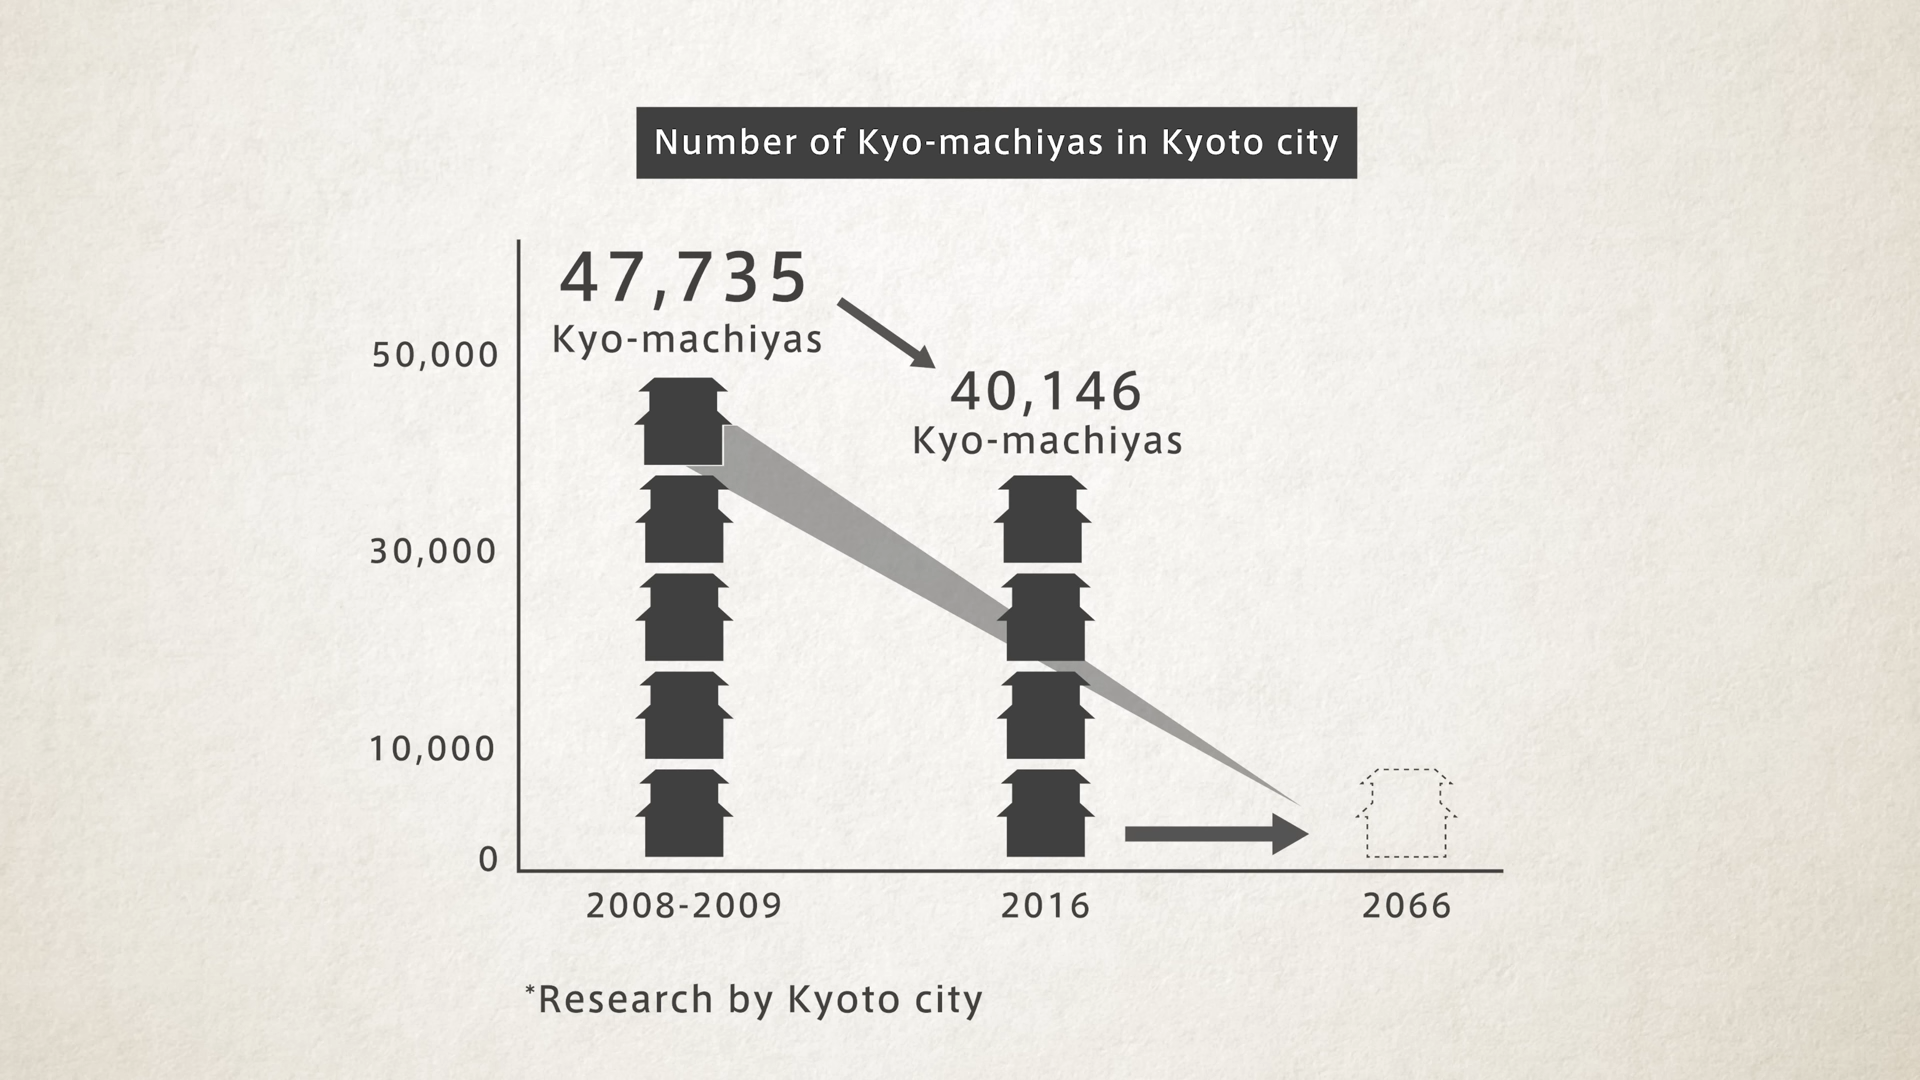 Number of Kyo-machiyas in Kyoto city
47,735
Kyo-machiyas
40,146
Kyo-machiyas
50,000
30,000
10,000
0
2008-2009
2016
2066
*Research by Kyoto city